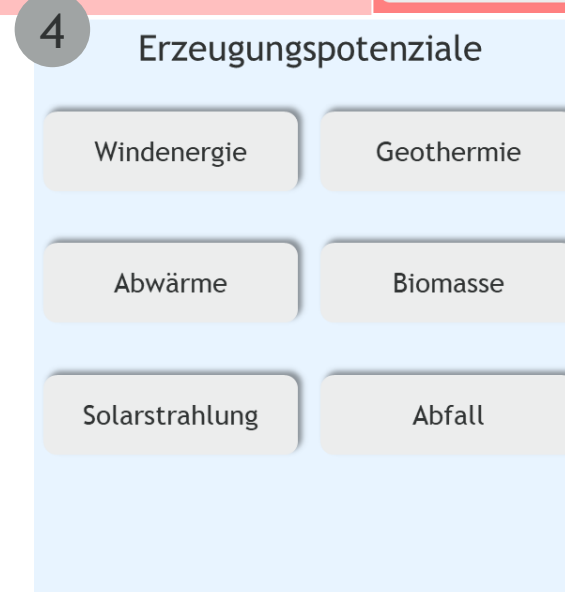 4
Erzeugungspotenziale
Windenergie
Geothermie
Abwärme
Biomasse
Solarstrahlung
Abfall